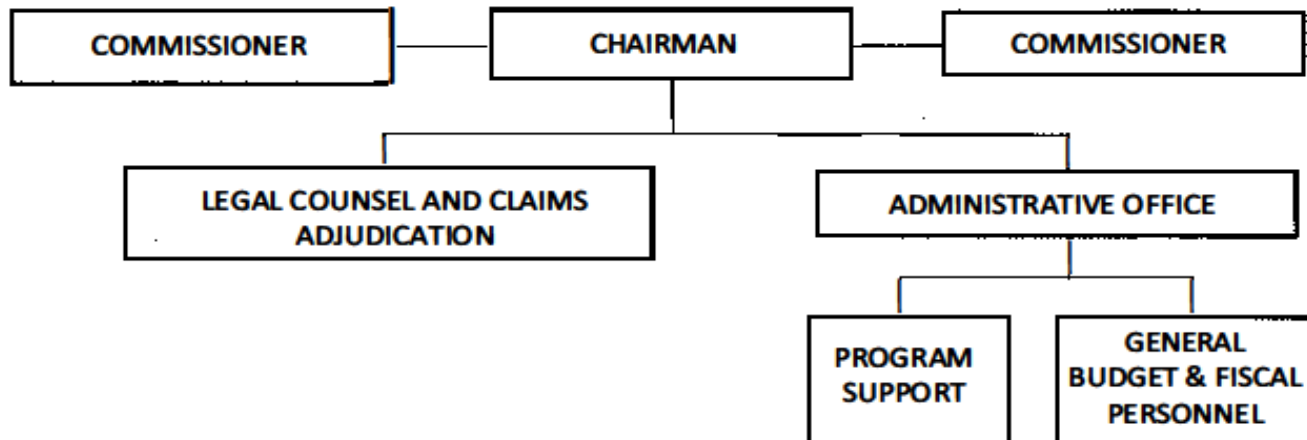 COMMISSIONER
CHAIRMAN
COMMISSIONER
LEGAL COUNSEL AND CLAIMS
ADJUDICATION
ADMINISTRATIVE OFFICE
PROGRAM
SUPPORT
GENERAL
BUDGET & FISCAL
PERSONNEL